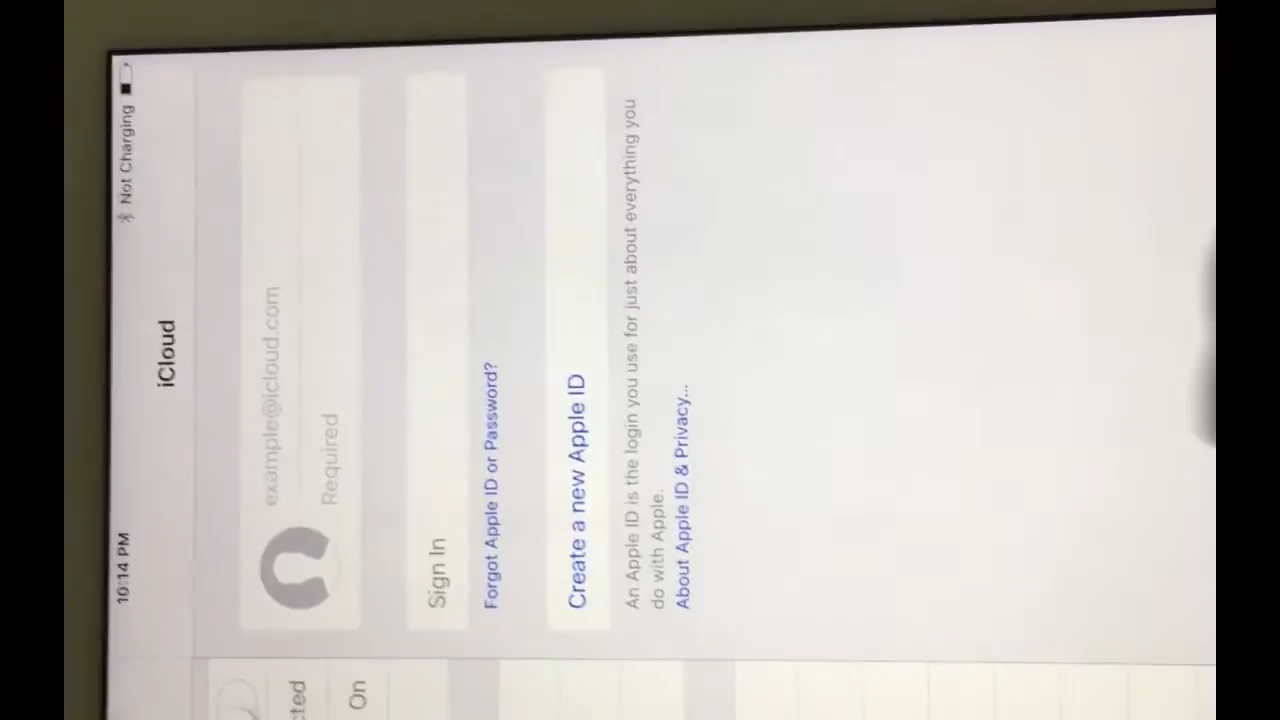 10:14 PM
Not Charging
iCloud
example@icloud.com
Required
Sign In
Forgot Apple ID or Password?
Create a new Apple ID
An Apple ID is the login you use for just about everything you
do with Apple.
About Apple ID & Privacy...
On